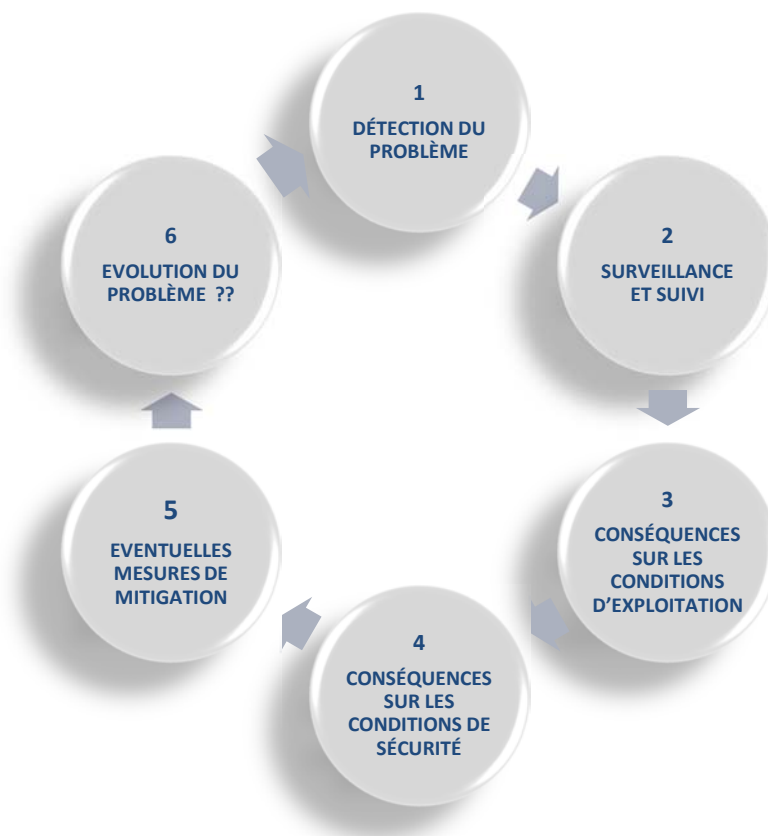 1
DÉTECTION DU
PROBLÈME
2
SURVEILLANCE
ET SUIVI
3
CONSÉQUENCES
SUR LES
CONDITIONS
D’EXPLOITATION
4
CONSÉQUENCES
SUR LES
CONDITIONS DE
SÉCURITÉ
5
EVENTUELLES
MESURES DE
MITIGATION
6
EVOLUTION DU
PROBLÈME ??